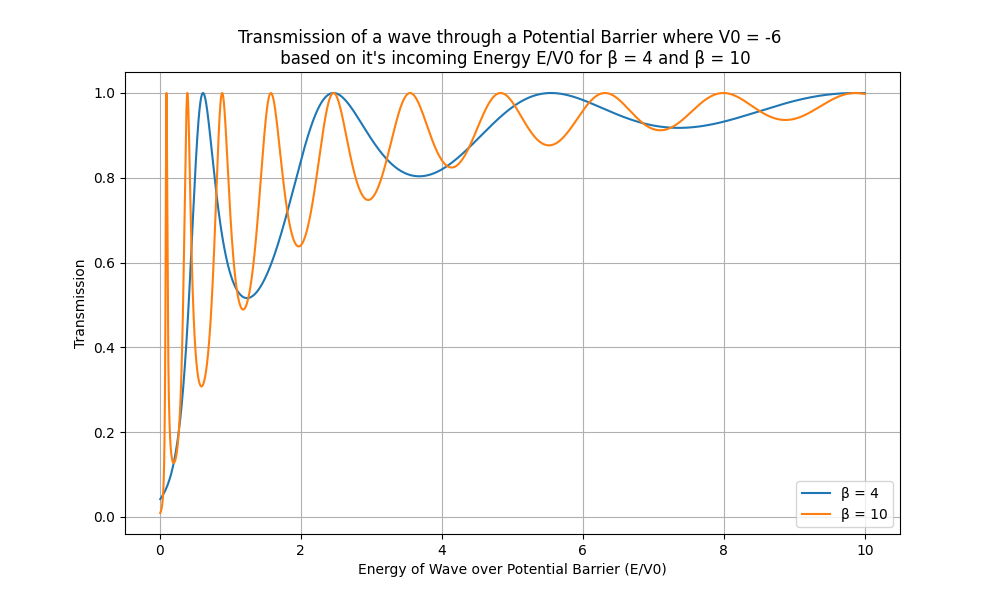 Transmission of a wave through a Potential Barrier where V0 = -6
based on it's incoming Energy E/V0 for β = 4 and β = 10
1.0
0.8
0.6
0.4
0.2
0.0
Transmission
0 2 4 6 8 10
Energy of Wave over Potential Barrier (E/V0)
β = 4
β = 10